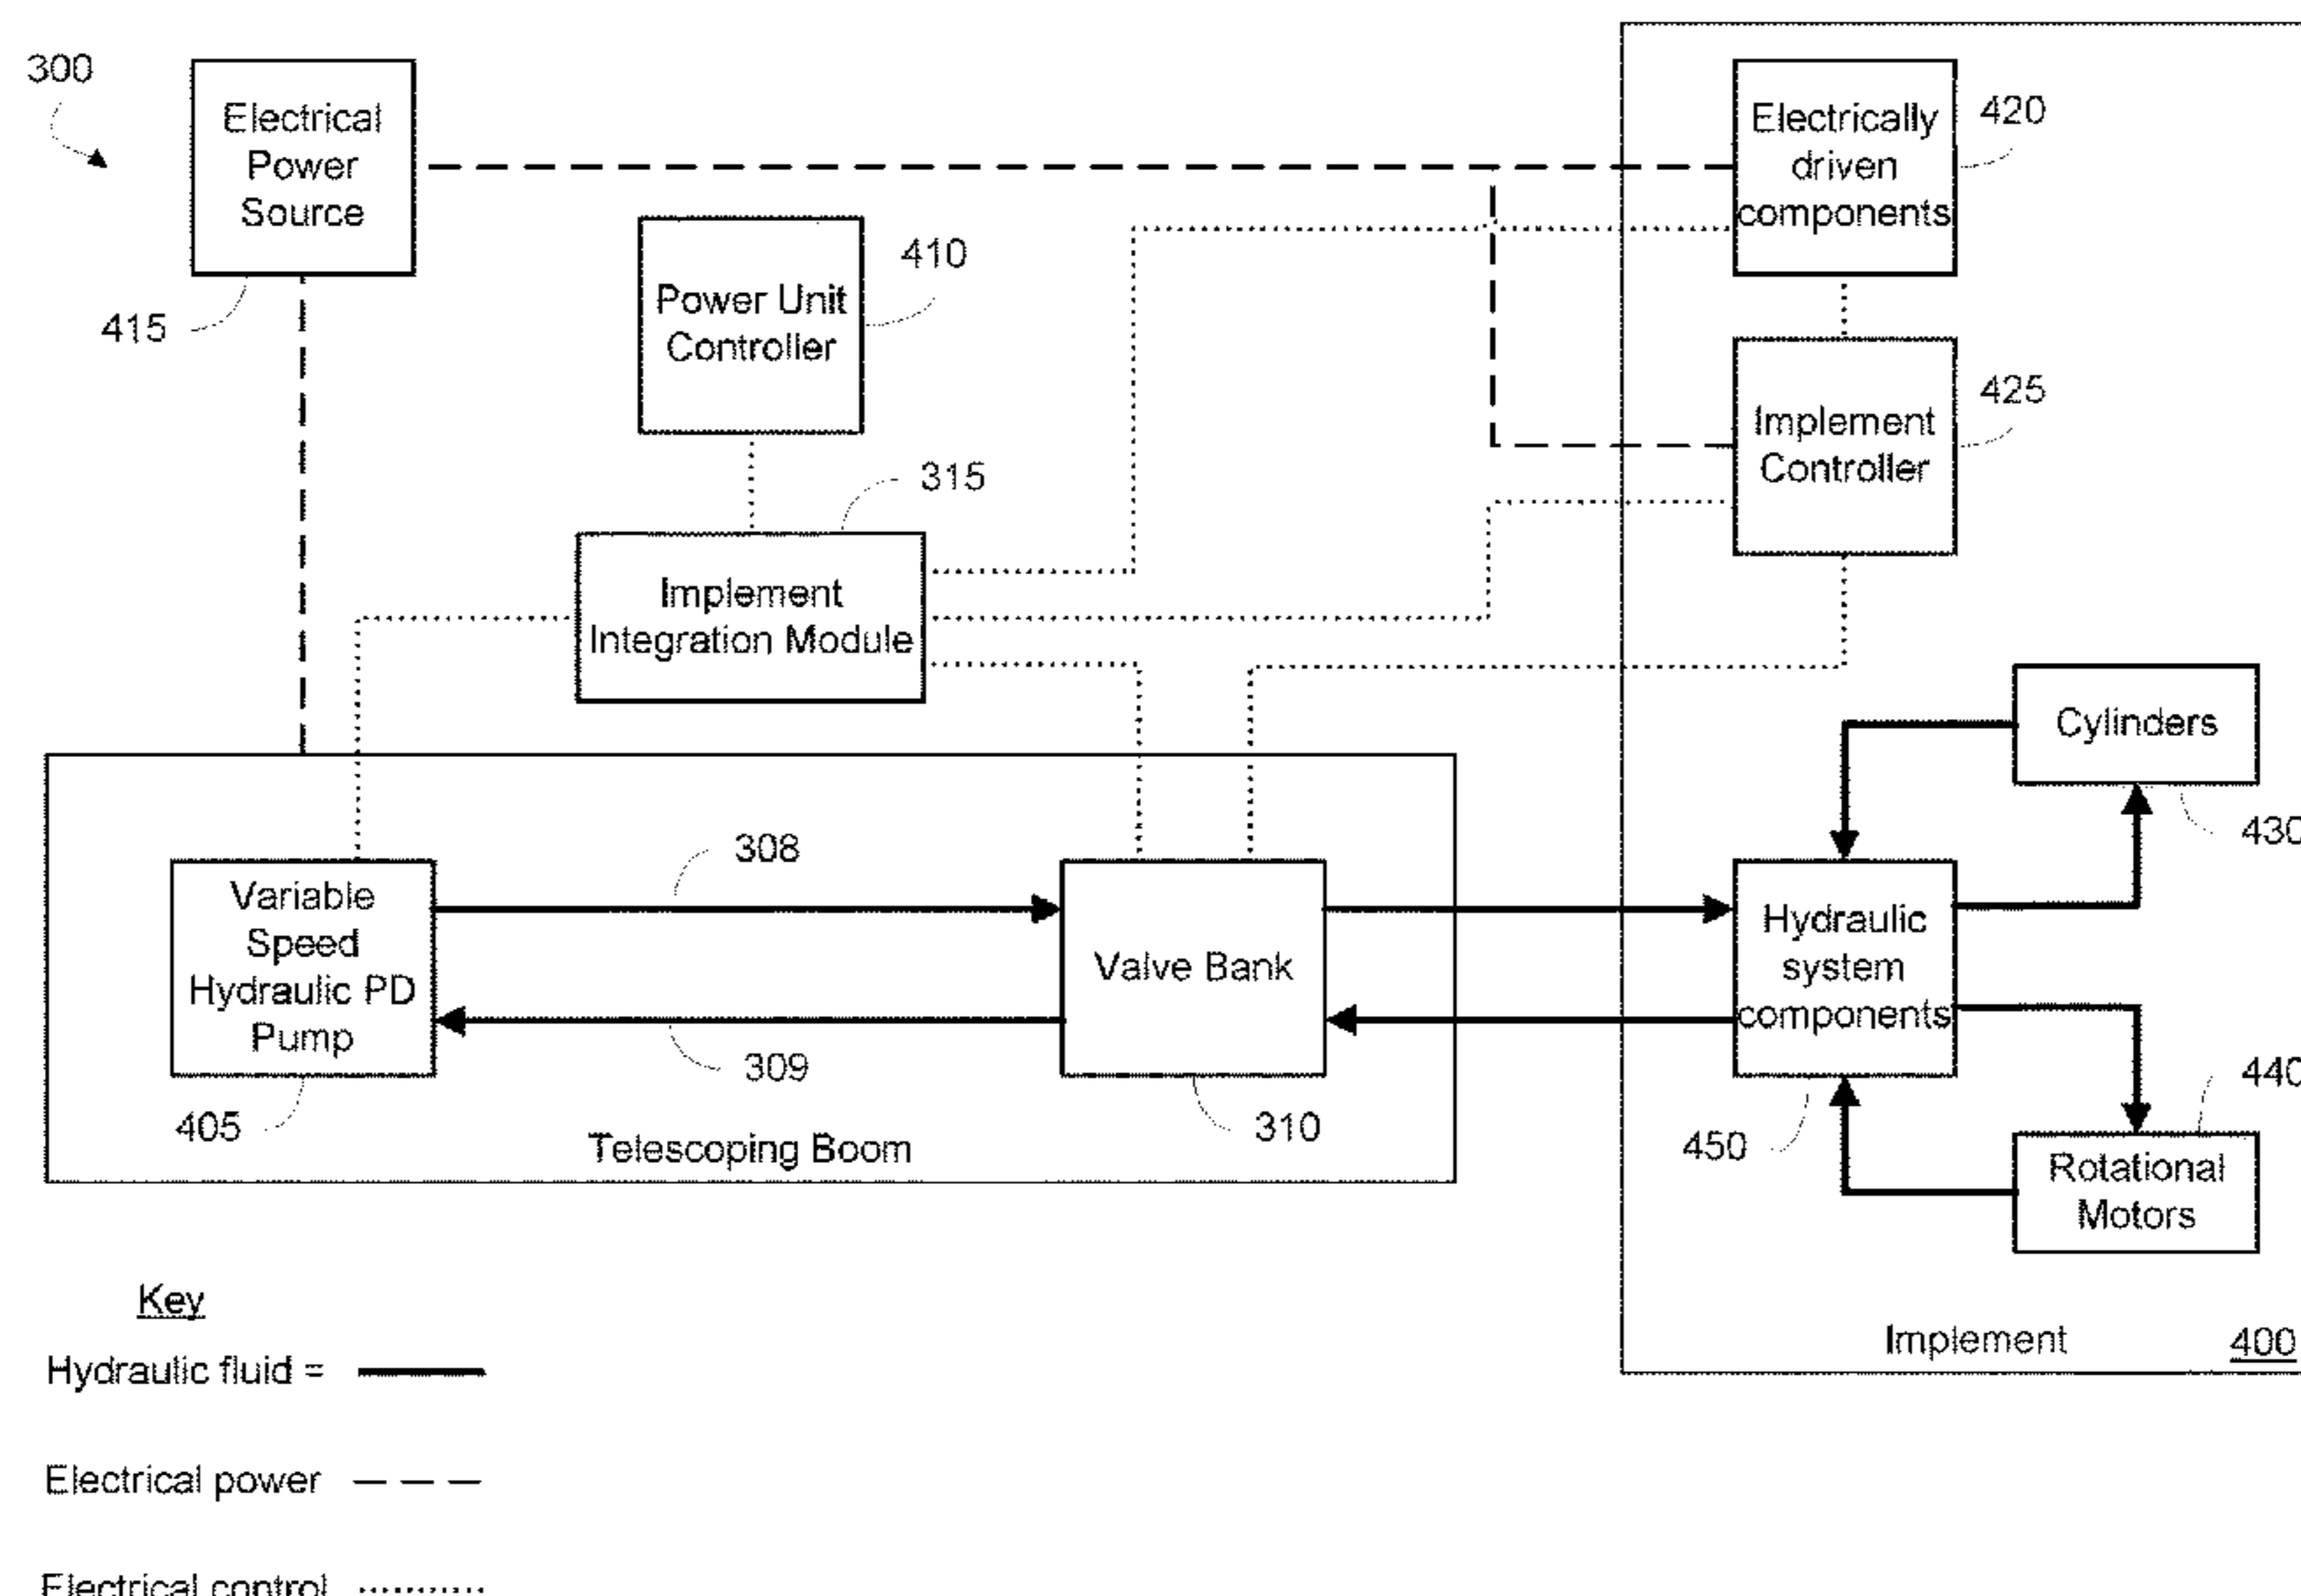 300
Electrical
Power
Source
415
Power Unit
Controller
410
Implement
Integration Module
315
Electrically
driven
components
420
Implement
Controller
425
Cylinders
430
Variable
Speed
Hydraulic PD
Pump
405
308
309
Valve Bank
310
Telescoping Boom
Hydraulic
system
components
450
440
Rotational
Motors
Implement
400
Key
Hydraulic fluid =
Electrical power
Electrical control